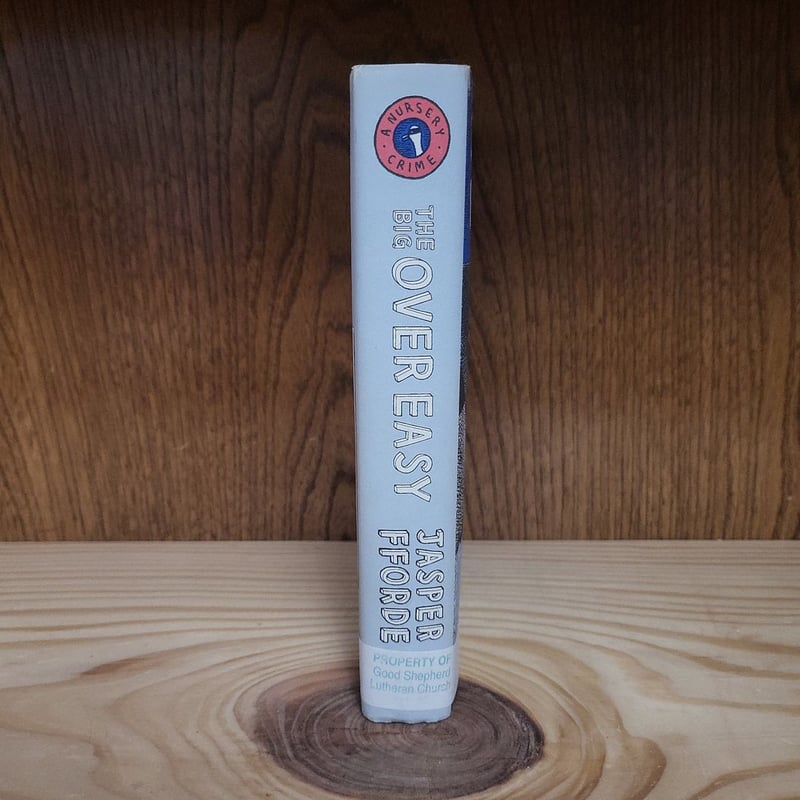 A NURSERY
CRIME
THE
BIG
OVER EASY
JASPER
FFORDE
PROPERTY OF
Good Shepherd
Lutheran Church